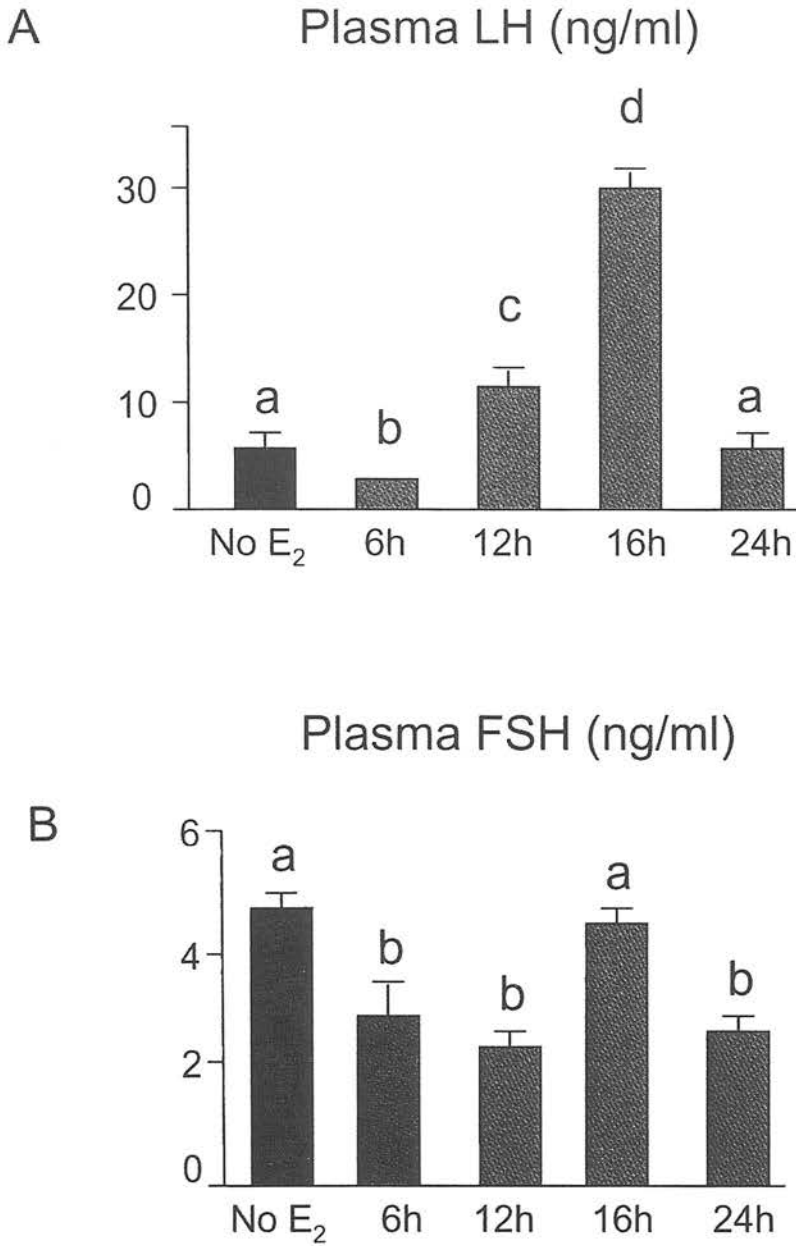 A
Plasma LH (ng/ml)
d
30
20
c
a
10
b
a
0
No E₂ 6h 12h 16h 24h
Plasma FSH (ng/ml)
B
6
a
a
b
4
b
b
2
0
No E₂ 6h 12h 16h 24h